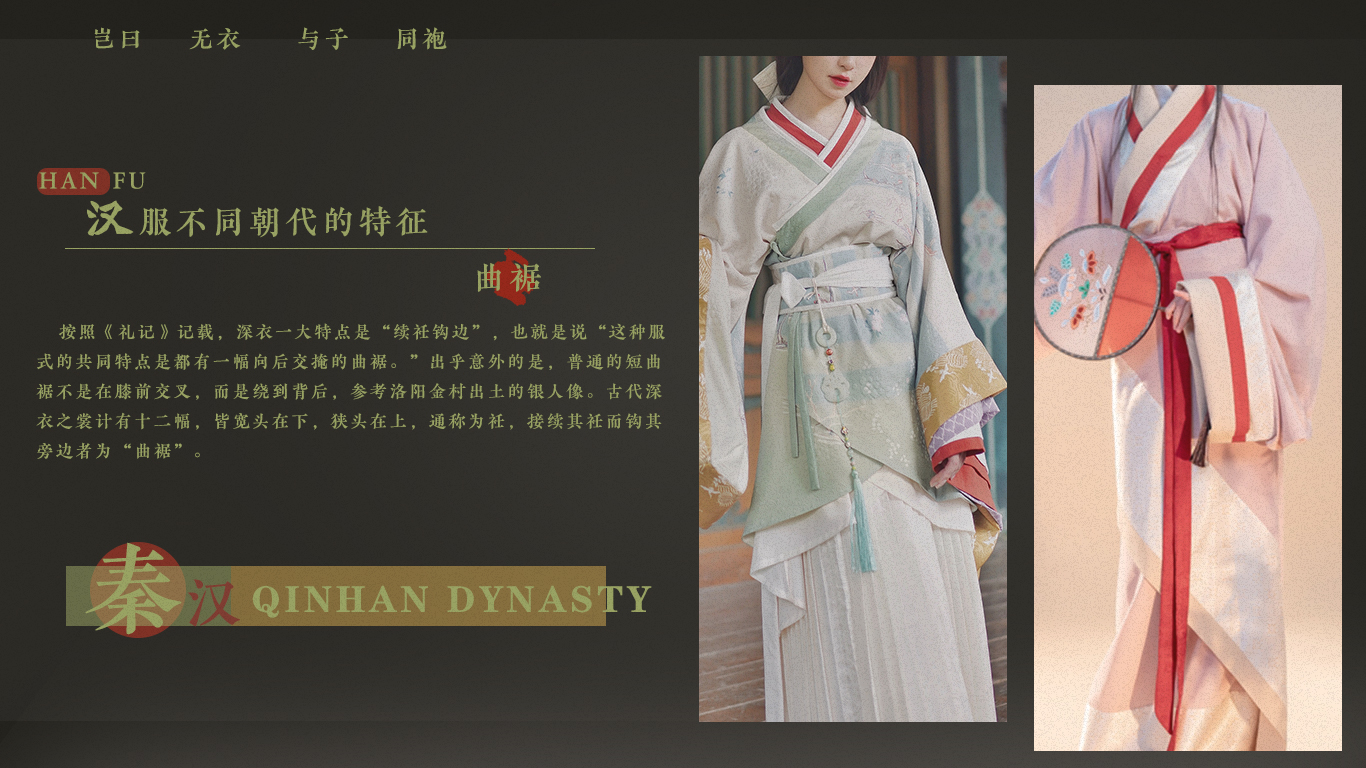 岂曰 无衣 与子 同袍
HAN FU
汉服不同朝代的特征
曲裾
按照《礼记》记载，深衣一大特点是“续衽钩边”，也就是说“这种服
式的共同特点是都有一幅向后交掩的曲裾。”出乎意外的是，普通的短曲
裾不是在膝前交叉，而是绕到背后，参考洛阳金村出土的银人像。古代深
衣之裳计有十二幅，皆宽头在下，狭头在上，通称为衽，接续其衽而钩其
旁边者为“曲裾”。
秦汉 QINHAN DYNASTY